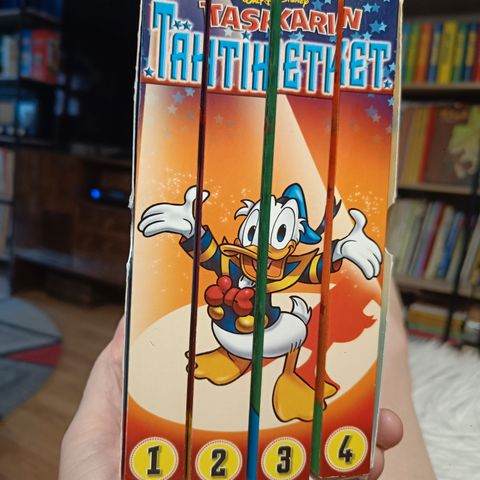 WALT DISNEY
TASKARIN
TÄHTIHETKET
1 2 3 4